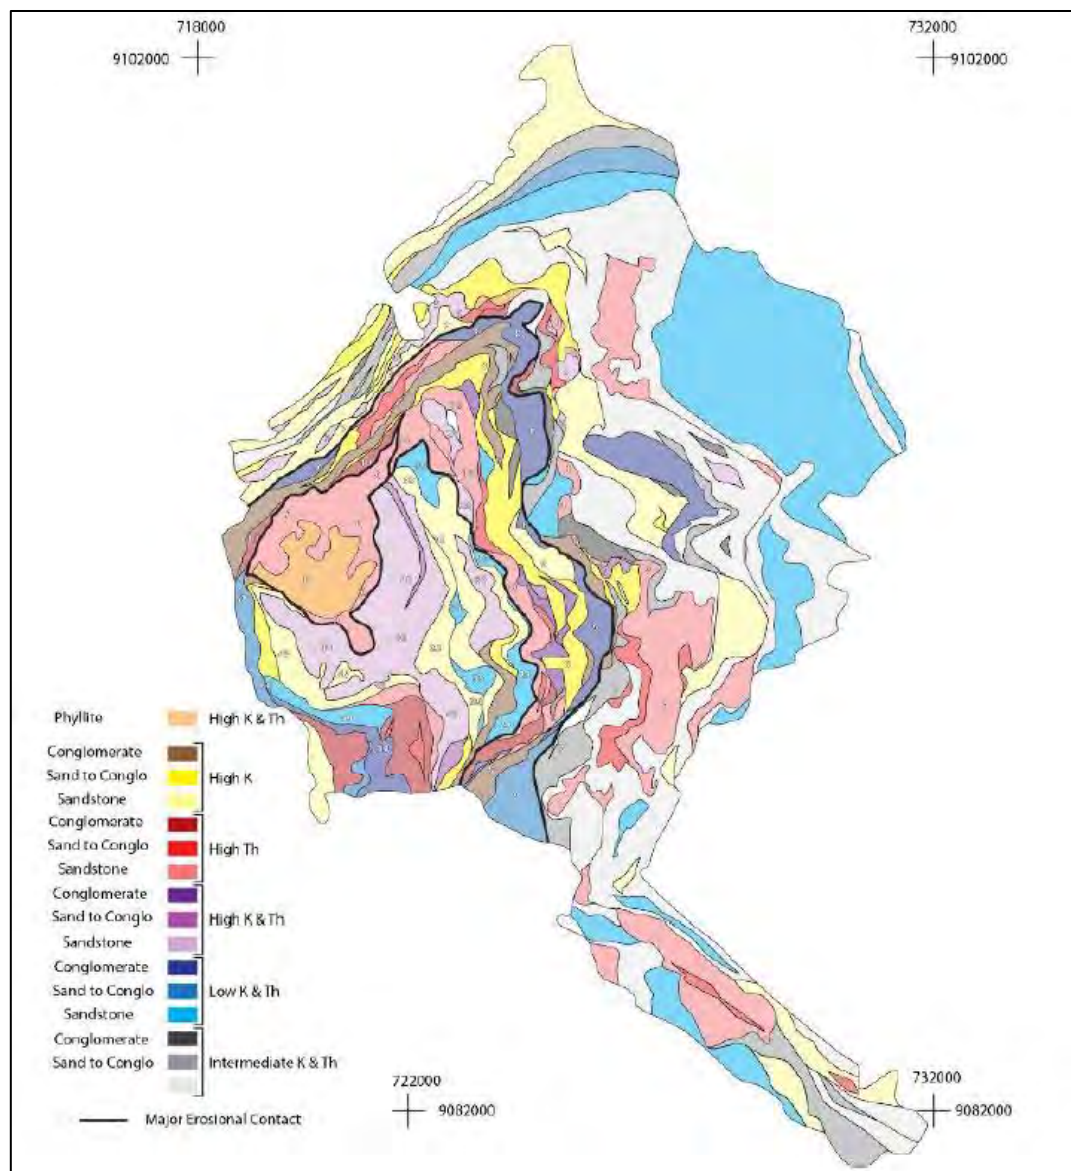 718000
732000
9102000
9102000
Phyllite
High K & Th
Conglomerate
Sand to Conglo
High K
Sandstone
Conglomerate
Sand to Conglo
High Th
Sandstone
Conglomerate
Sand to Conglo
High K & Th
Sandstone
Conglomerate
Sand to Conglo
Low K & Th
Sandstone
Conglomerate
Sand to Conglo
Intermediate K & Th
722000
732000
9082000
9082000
Major Erosional Contact